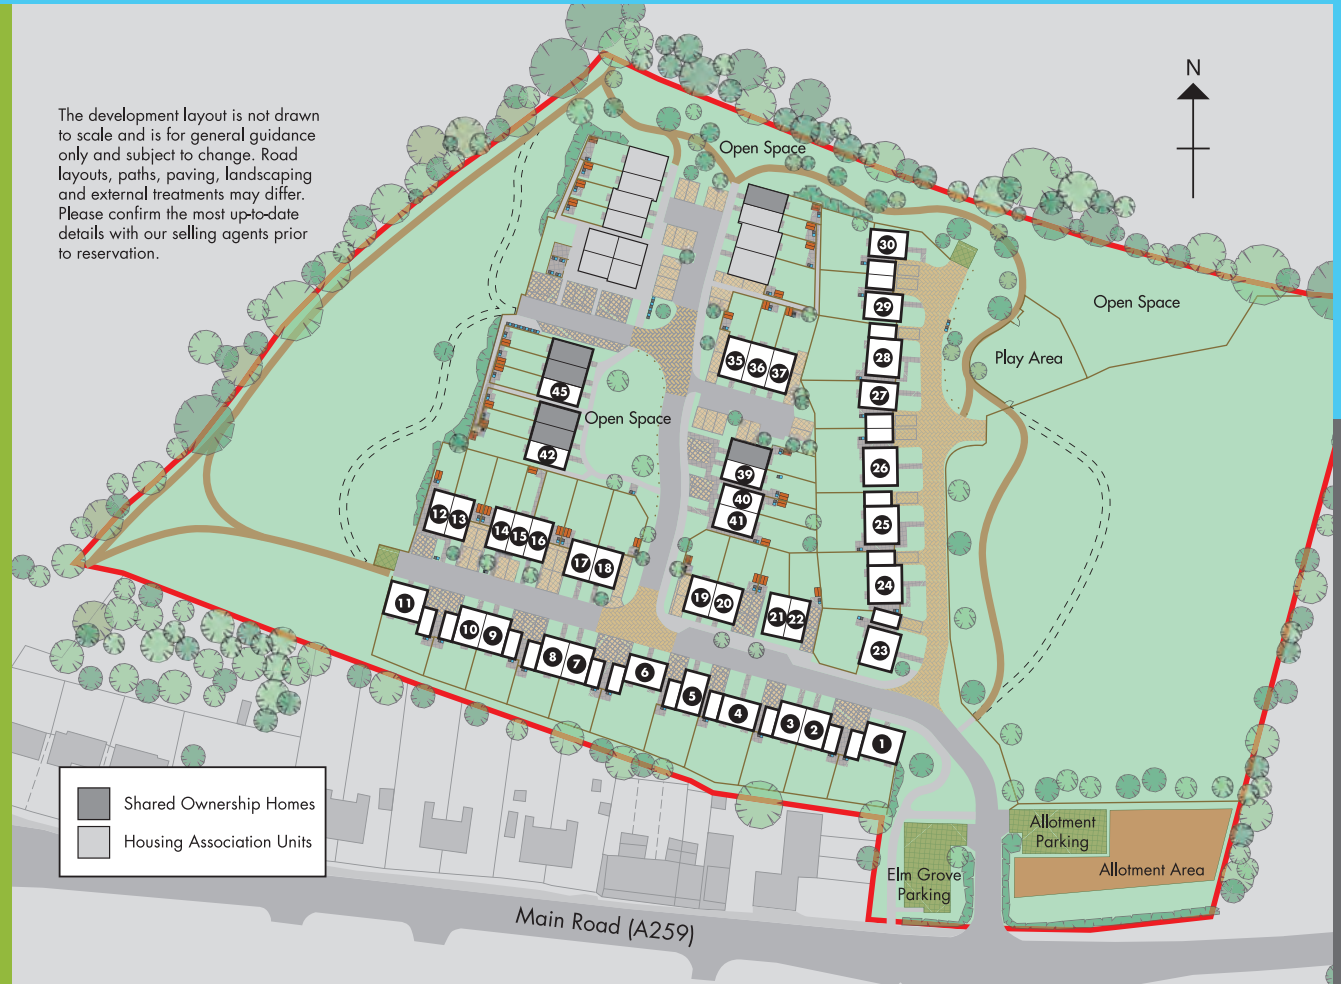 The development layout is not drawn
to scale and is for general guidance
only and subject to change. Road
layouts, paths, paving, landscaping
and external treatments may differ.
Please confirm the most up-to-date
details with our selling agents prior
to reservation.
N
Open Space
Open Space
Play Area
Open Space
30
29
28
27
26
25
24
23
35 36 37
45
42
39
40
41
12 13
14 15 16
17 18
19 20
21 22
11
10 9
8 7
6
5
4
3 2
1
Shared Ownership Homes
Housing Association Units
Allotment
Parking
Allotment Area
Elm Grove
Parking
Main Road (A259)